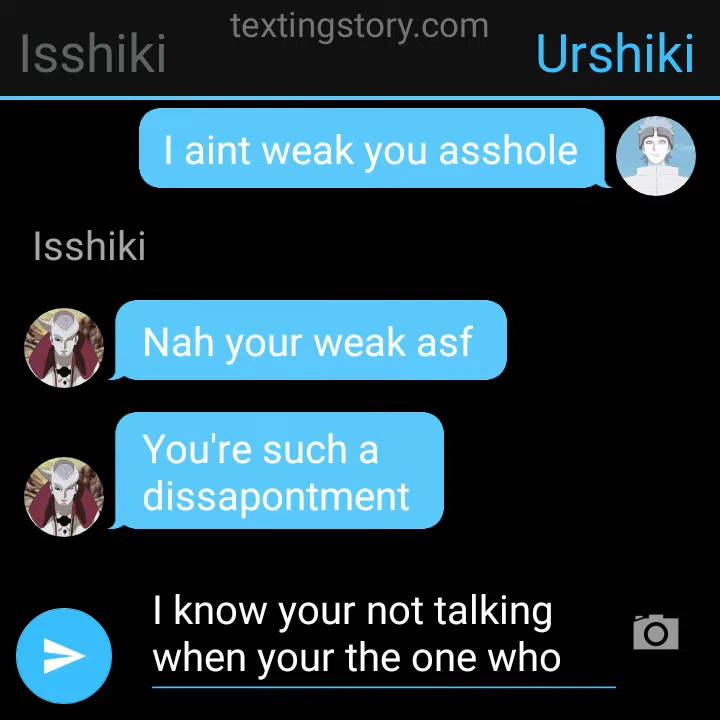 textingstory.com
Isshiki
Urshiki
I aint weak you asshole
Isshiki
Nah your weak asf
You're such a
dissapontment
I know your not talking
when your the one who